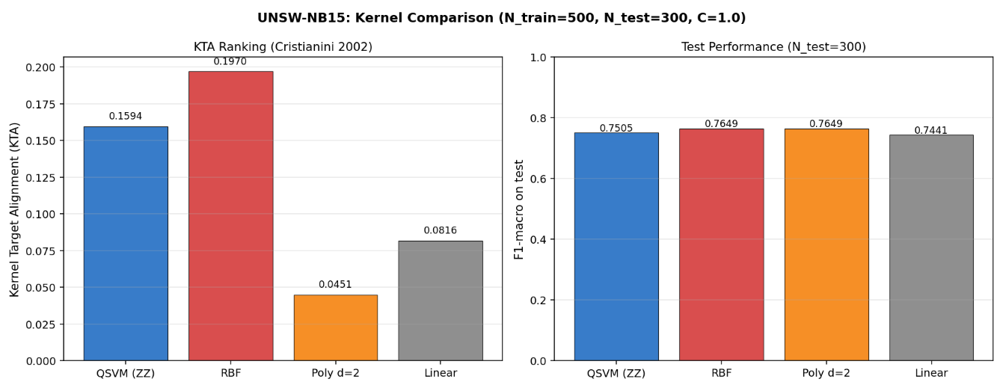 UNSW-NB15: Kernel Comparison (N_train=500, N_test=300, C=1.0)
KTA Ranking (Cristianini 2002)
Kernel Target Alignment (KTA)
0.200
0.175
0.150
0.125
0.100
0.075
0.050
0.025
0.000
0.1594
0.1970
0.0451
0.0816
QSVM (ZZ)
RBF
Poly d=2
Linear
Test Performance (N_test=300)
F1-macro on test
1.0
0.8
0.6
0.4
0.2
0.0
0.7505
0.7649
0.7649
0.7441
QSVM (ZZ)
RBF
Poly d=2
Linear